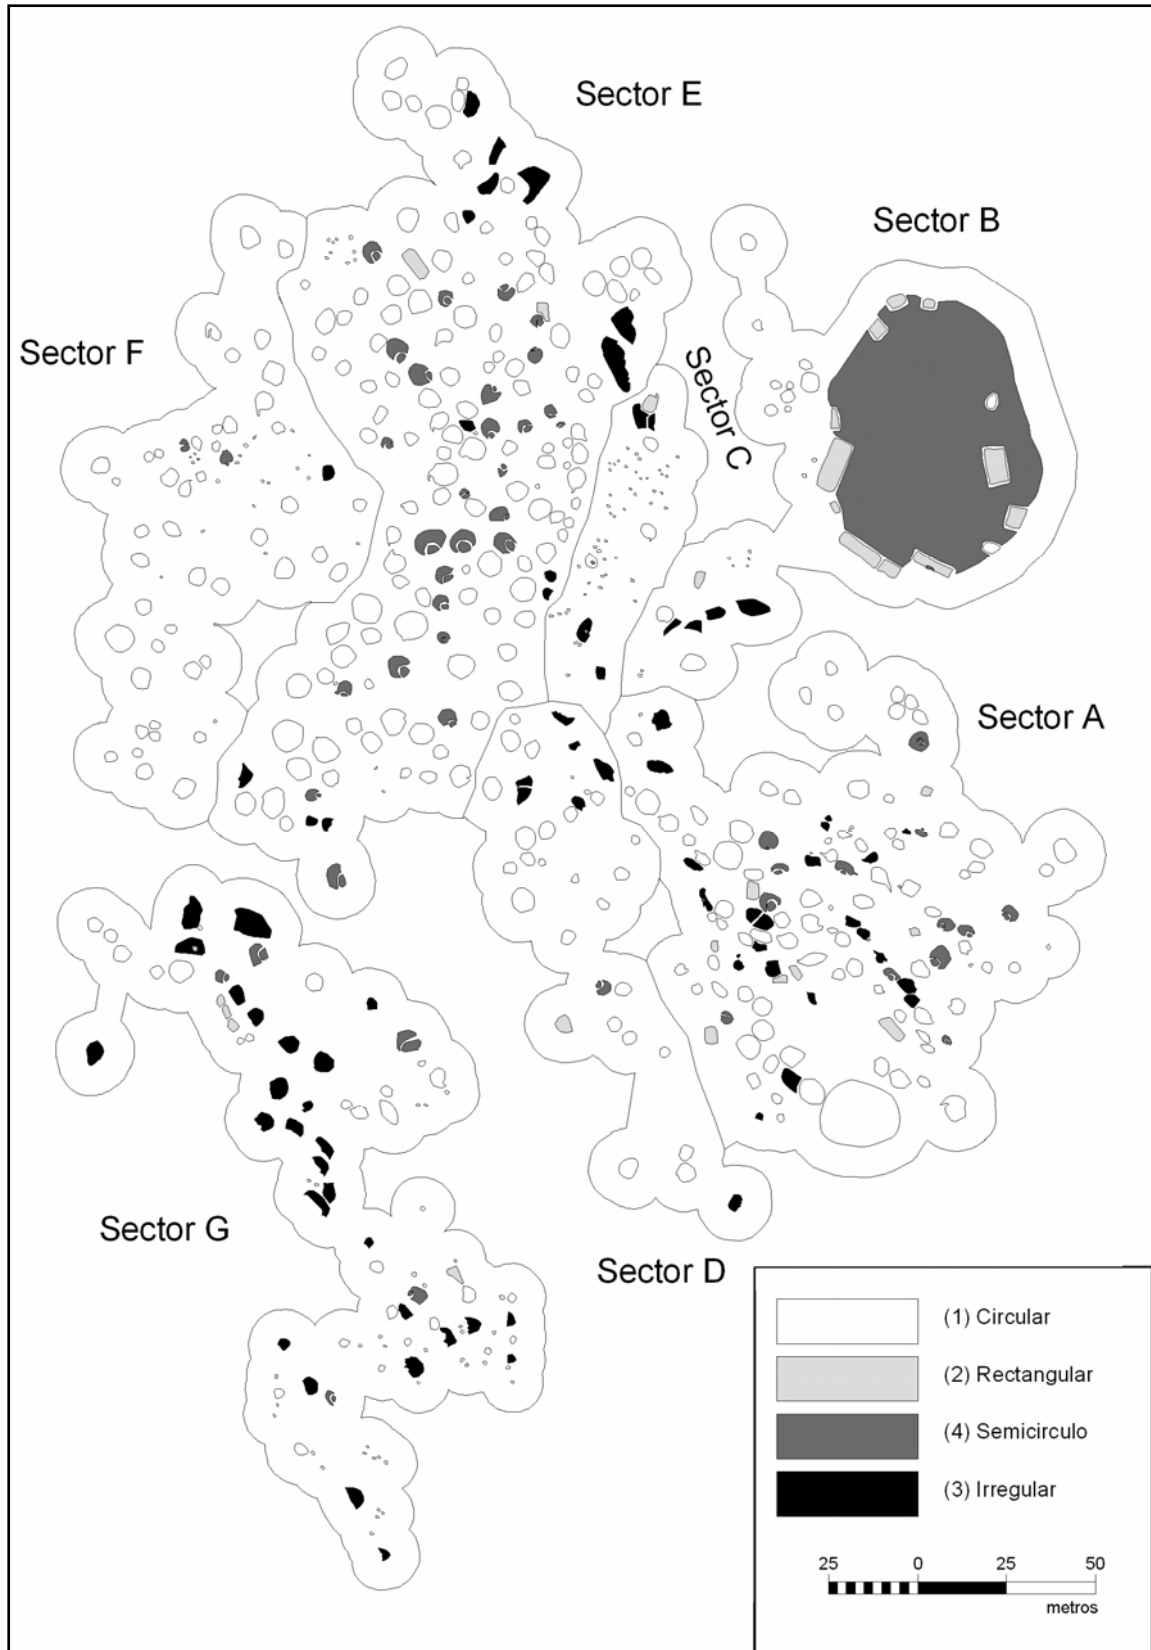 Sector E
Sector B
Sector F
Sector C
Sector A
Sector G
Sector D
(1) Circular
(2) Rectangular
(4) Semicirculo
(3) Irregular
25 0 25 50
metros